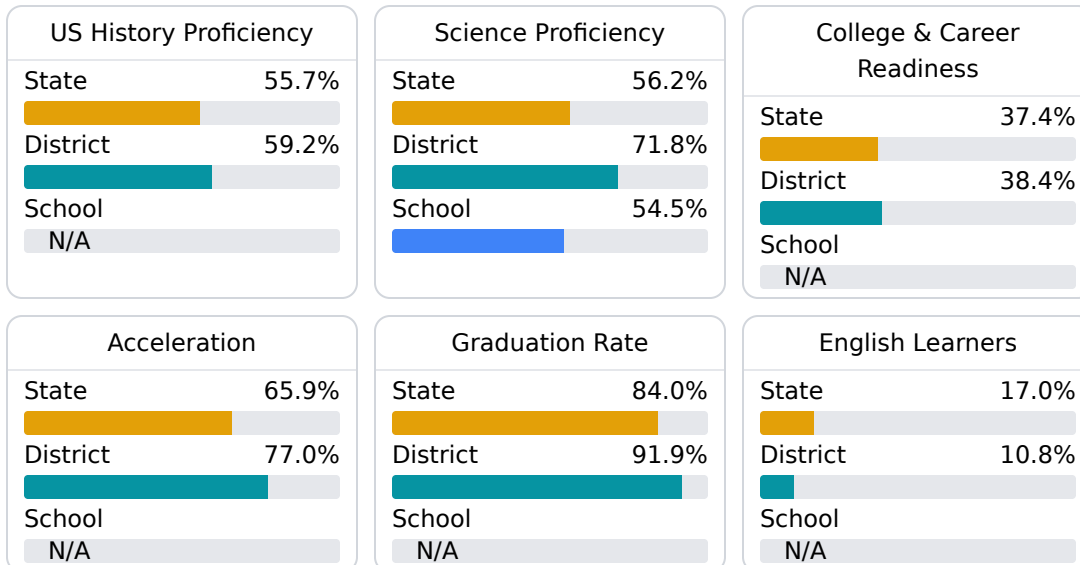 US History Proficiency
State 55.7%
District 59.2%
School
N/A
Science Proficiency
State 56.2%
District 71.8%
School 54.5%
College & Career
Readiness
State 37.4%
District 38.4%
School
N/A
Acceleration
State 65.9%
District 77.0%
School
N/A
Graduation Rate
State 84.0%
District 91.9%
School
N/A
English Learners
State 17.0%
District 10.8%
School
N/A